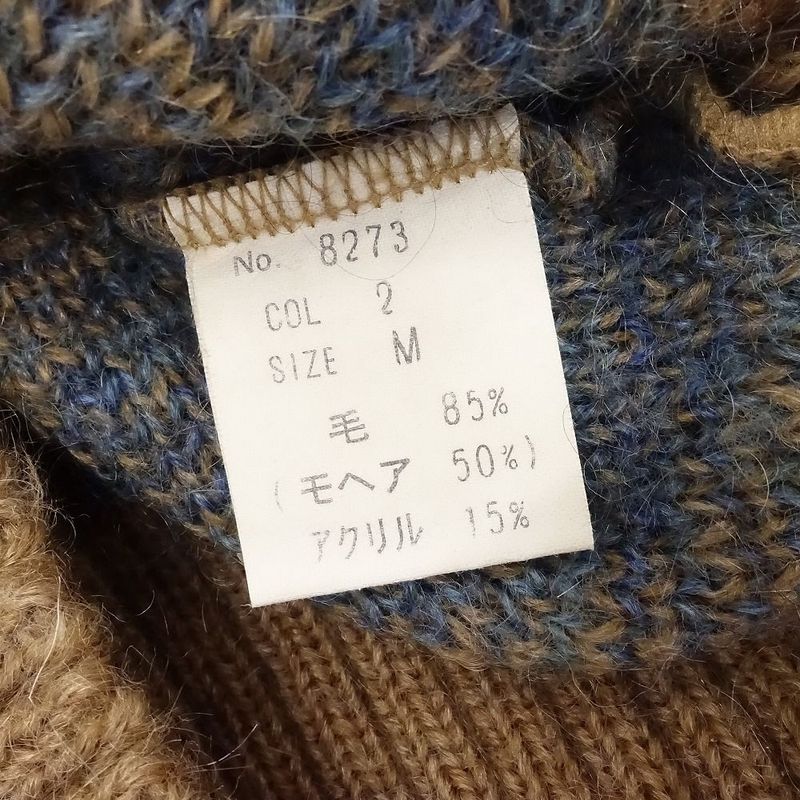 No. 8273
COL 2
SIZE M
毛 85%
(モヘア 50%)
アクリル 15%